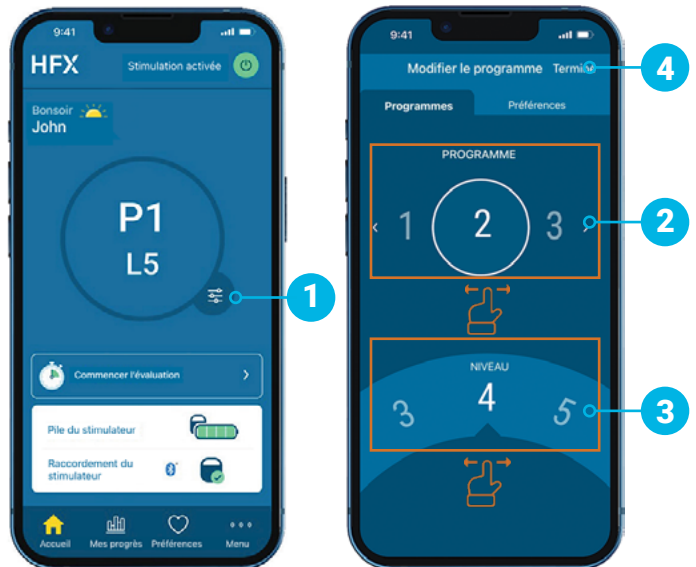 9:41
HFX
Stimulation activée
Bonsoir
John
P1
L5
1
Commencer l'évaluation
Pile du stimulateur
Raccordement du
stimulateur
Accueil
Mes progrès
Préférences
Menu
9:41
Modifier le programme
Terminé
4
Programmes
Préférences
PROGRAMME
1
2
3
2
NIVEAU
3
4
5
3